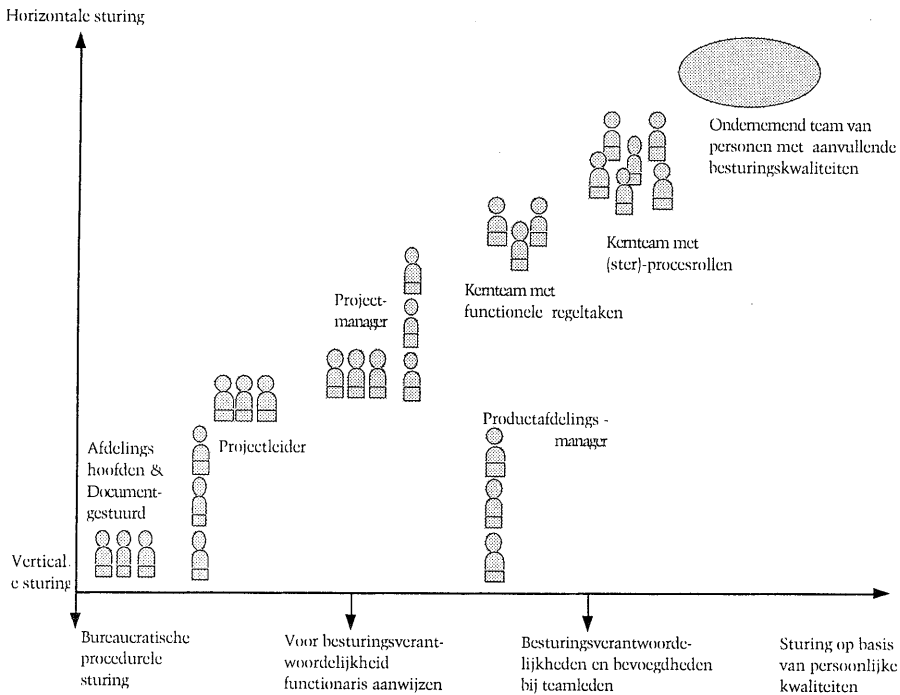 Horizontale sturing
Ondernemend team van
personen met aanvullende
besturingskwaliteiten
Kernteam met
(ster)-procesrollen
Kernteam met
functionele regeltaken
Project-
manager
Productafdelings -
manager
Projectleider
Afdelings
hoofden &
Document-
gestuurd
Vertical
e sturing
Bureaucratische
procedurele
sturing
Voor besturingsverant-
woordelijkheid
functionaris aanwijzen
Besturingsverantwoorde-
lijkheden en bevoegdheden
bij teamleden
Sturing op basis
van persoonlijke
kwaliteiten